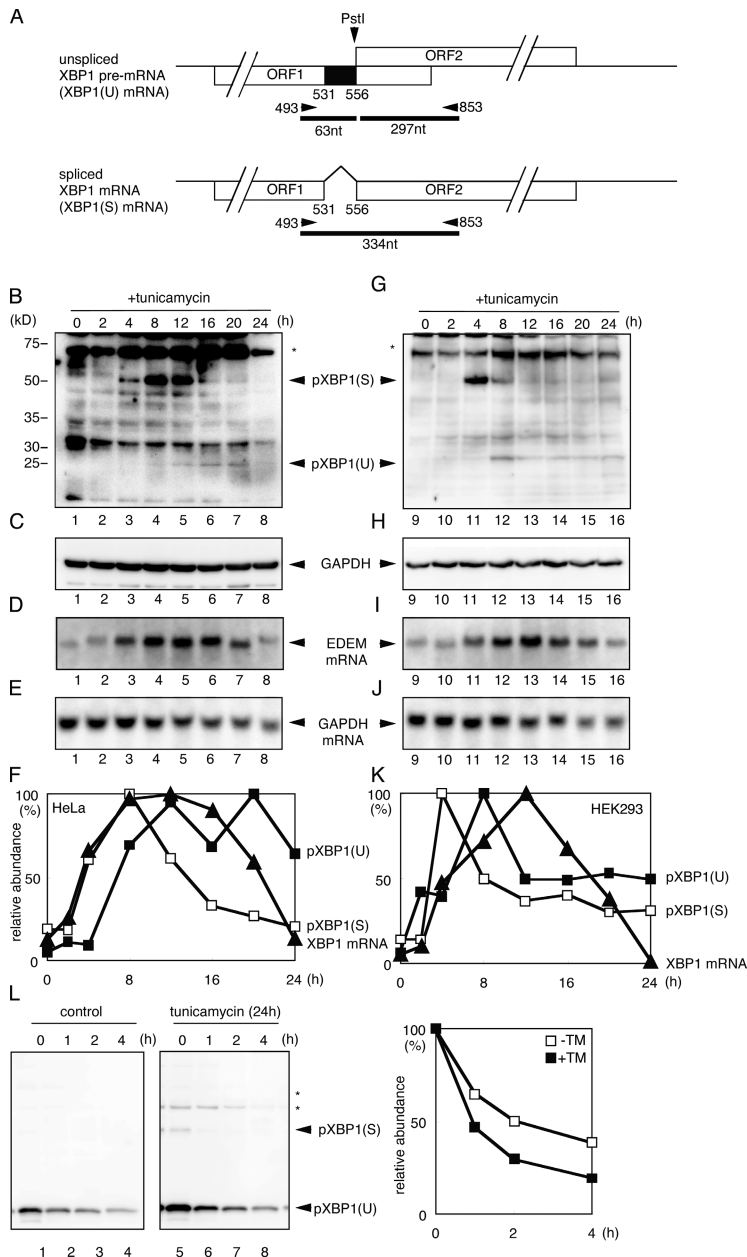 A
PstI
unspliced
XBP1 pre-mRNA
(XBP1(U) mRNA)
ORF1
ORF2
531 556
493 853
63nt 297nt
spliced
XBP1 mRNA
(XBP1(S) mRNA)
ORF1 ORF2
531 556
493 853
334nt
B
+tunicamycin
(kD) 0 2 4 8 12 16 20 24 (h)
75
*
50
pXBP1(S)
35
30
25
pXBP1(U)
1 2 3 4 5 6 7 8
G
+tunicamycin
0 2 4 8 12 16 20 24 (h)
*
9 10 11 12 13 14 15 16
C
GAPDH
1 2 3 4 5 6 7 8
H
9 10 11 12 13 14 15 16
D
EDEM
mRNA
1 2 3 4 5 6 7 8
I
9 10 11 12 13 14 15 16
E
GAPDH
mRNA
1 2 3 4 5 6 7 8
J
9 10 11 12 13 14 15 16
F
100
(%)
HeLa
50
0
relative abundance
pXBP1(U)
pXBP1(S)
XBP1 mRNA
0 8 16 24 (h)
K
100
(%)
HEK293
50
0
pXBP1(U)
pXBP1(S)
XBP1 mRNA
0 8 16 24 (h)
L
control tunicamycin (24h)
0 1 2 4 (h) 0 1 2 4 (h)
*
*
pXBP1(S)
pXBP1(U)
1 2 3 4 5 6 7 8
100
(%)
-TM
+TM
50
0
relative abundance
0 2 4 (h)